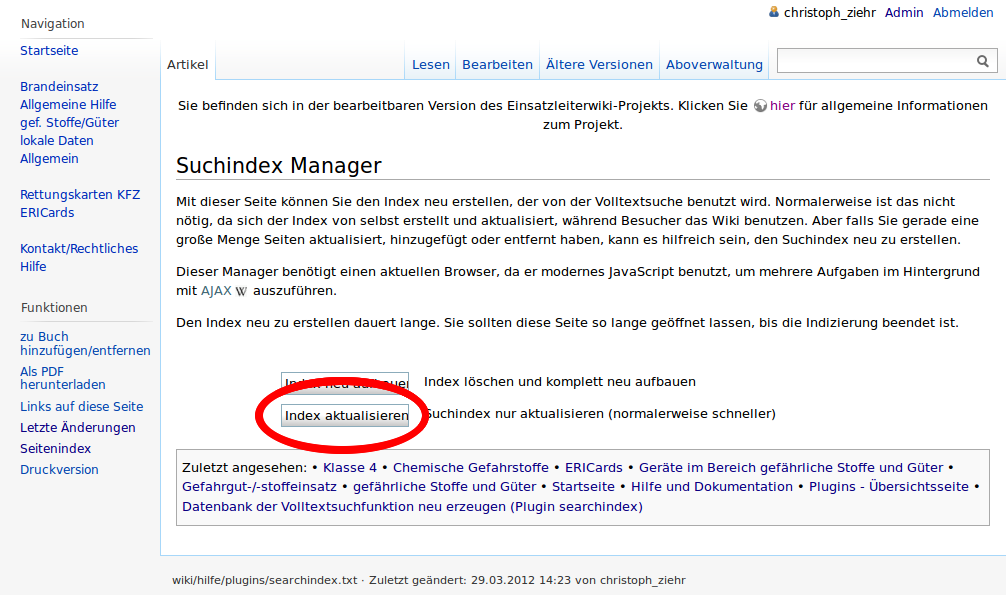 christoph_ziehr Admin Abmelden
Navigation
Startseite
Brandeinsatz
Allgemeine Hilfe
gef. Stoffe/Güter
lokale Daten
Allgemein
Rettungskarten KFZ
ERICards
Kontakt/Rechtliches
Hilfe
Funktionen
zu Buch
hinzufügen/entfernen
Als PDF
herunterladen
Links auf diese Seite
Letzte Änderungen
Seitenindex
Druckversion
Artikel Lesen Bearbeiten Ältere Versionen Aboverwaltung
Sie befinden sich in der bearbeitbaren Version des Einsatzleiterwiki-Projekts. Klicken Sie hier für allgemeine Informationen
zum Projekt.
Suchindex Manager
Mit dieser Seite können Sie den Index neu erstellen, der von der Volltextsuche benutzt wird. Normalerweise ist das nicht
nötig, da sich der Index von selbst erstellt und aktualisiert, während Besucher das Wiki benutzen. Aber falls Sie gerade eine
große Menge Seiten aktualisiert, hinzugefügt oder entfernt haben, kann es hilfreich sein, den Suchindex neu zu erstellen.
Dieser Manager benötigt einen aktuellen Browser, da er modernes JavaScript benutzt, um mehrere Aufgaben im Hintergrund
mit AJAX W auszuführen.
Den Index neu zu erstellen dauert lange. Sie sollten diese Seite so lange geöffnet lassen, bis die Indizierung beendet ist.
Index neu aufbauen Index löschen und komplett neu aufbauen
Index aktualisieren Suchindex nur aktualisieren (normalerweise schneller)
Zuletzt angesehen: • Klasse 4 • Chemische Gefahrstoffe • ERICards • Geräte im Bereich gefährliche Stoffe und Güter •
Gefahrgut-/-stoffeinsatz • gefährliche Stoffe und Güter • Startseite • Hilfe und Dokumentation • Plugins - Übersichtsseite •
Datenbank der Volltextsuchfunktion neu erzeugen (Plugin searchindex)
wiki/hilfe/plugins/searchindex.txt · Zuletzt geändert: 29.03.2012 14:23 von christoph_ziehr